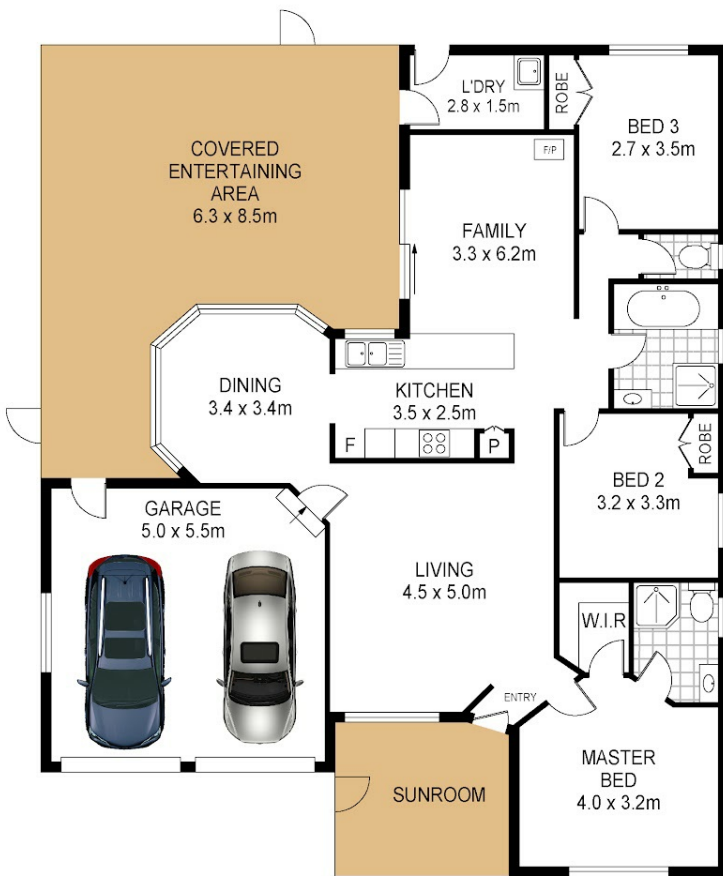 L'DRY
2.8 x 1.5m
ROBE
BED 3
2.7 x 3.5m
COVERED
ENTERTAINING
AREA
6.3 x 8.5m
F/P
FAMILY
3.3 x 6.2m
DINING
3.4 x 3.4m
KITCHEN
3.5 x 2.5m
F
P
ROBE
BED 2
3.2 x 3.3m
GARAGE
5.0 x 5.5m
LIVING
4.5 x 5.0m
W.I.R
ENTRY
MASTER
BED
4.0 x 3.2m
SUNROOM